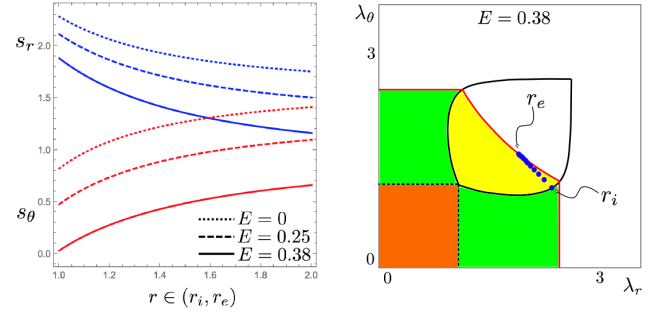 s_r
2.0
1.5
1.0
0.5
s_θ
0.0
E = 0
E = 0.25
E = 0.38
1.0 1.2 1.4 1.6 1.8 2.0
r ∈ (r_i, r_e)
λ_θ
E = 0.38
3
r_e
r_i
0
0 3
λ_r